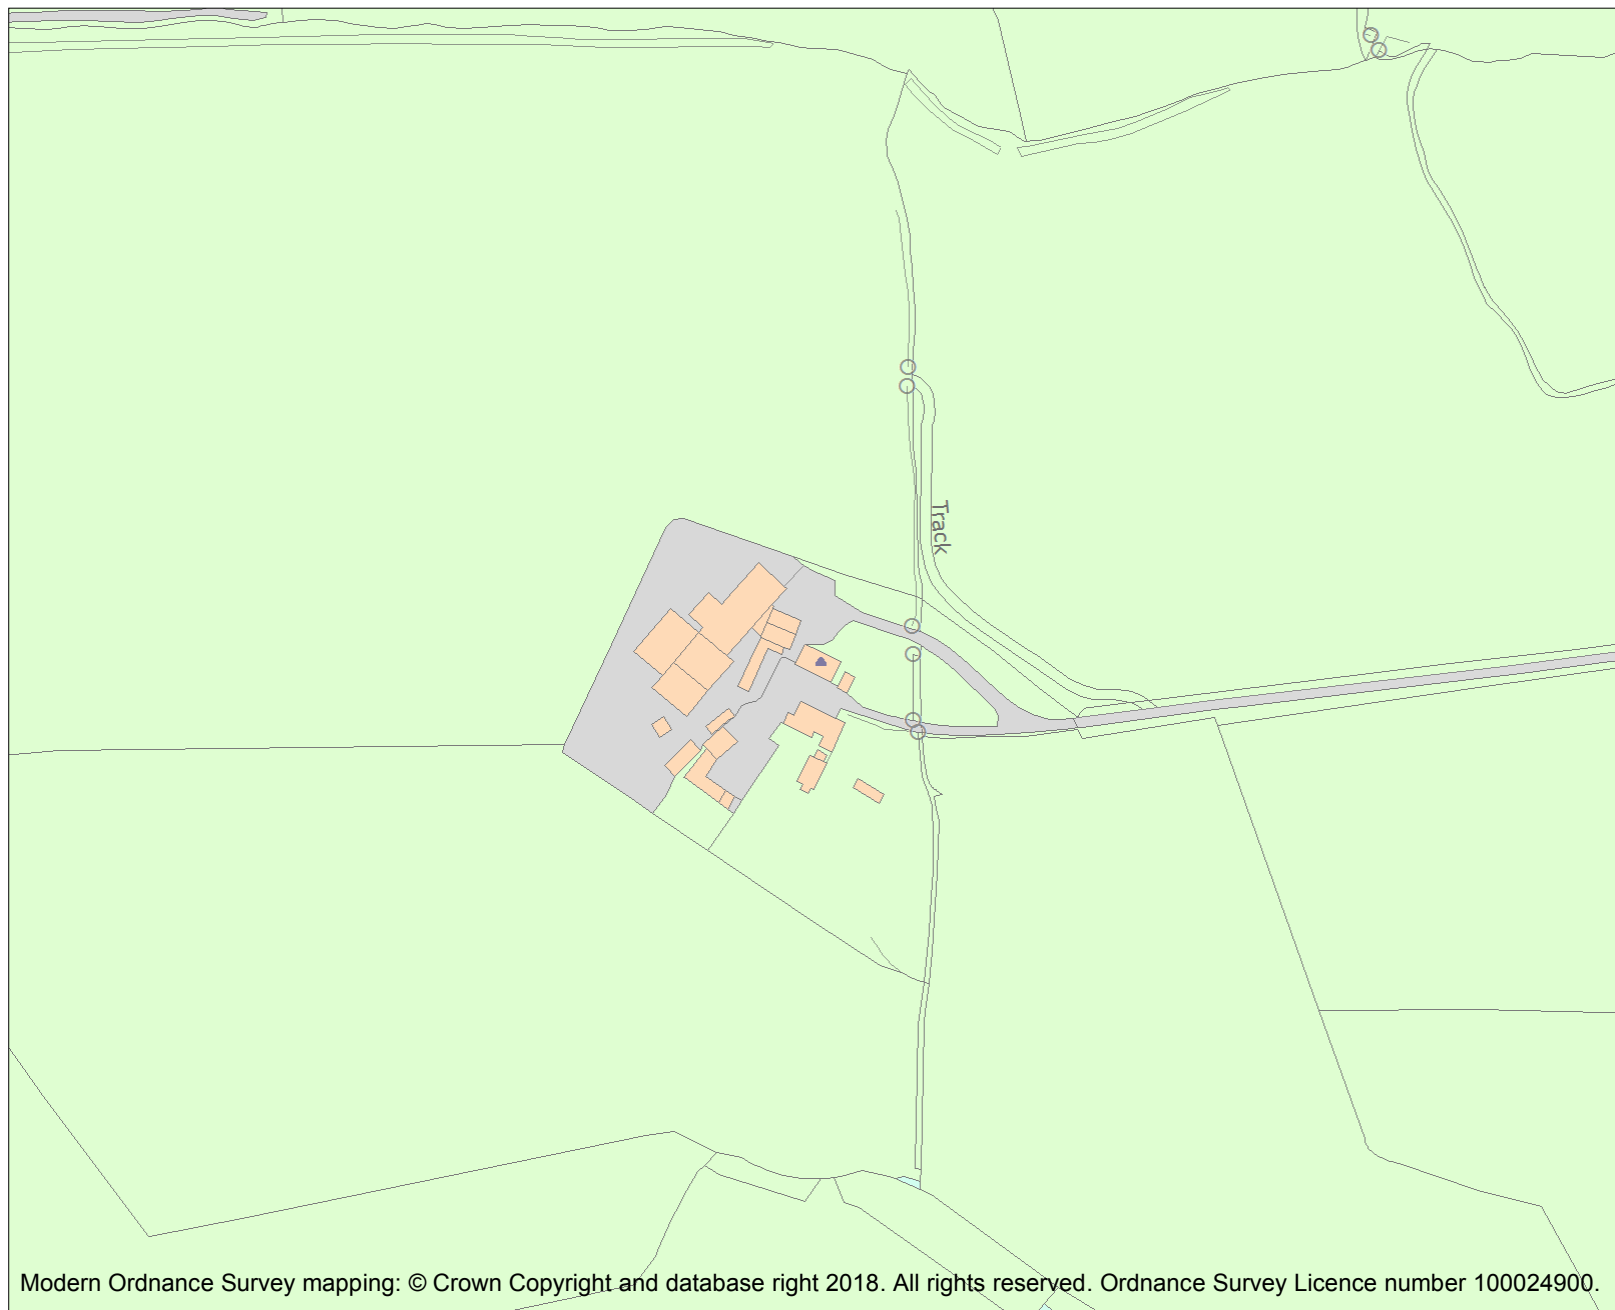 Track
Modern Ordnance Survey mapping: © Crown Copyright and database right 2018. All rights reserved. Ordnance Survey Licence number 100024900.